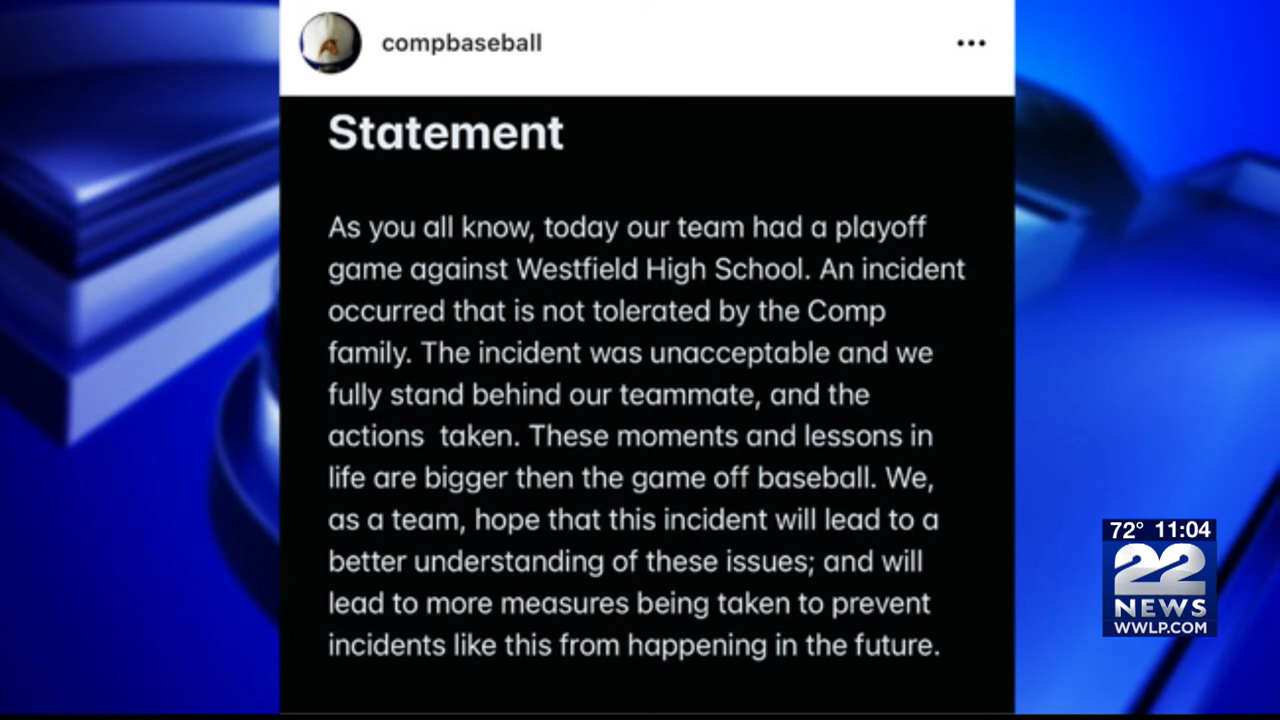 compbaseball
Statement
As you all know, today our team had a playoff
game against Westfield High School. An incident
occurred that is not tolerated by the Comp
family. The incident was unacceptable and we
fully stand behind our teammate, and the
actions  taken. These moments and lessons in
life are bigger then the game off baseball. We,
as a team, hope that this incident will lead to a
better understanding of these issues; and will
lead to more measures being taken to prevent
incidents like this from happening in the future.
72° 11:04
22
NEWS
WWLP.COM